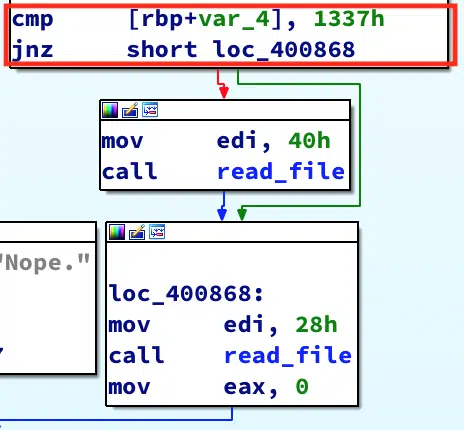 cmp [rbp+var_4], 1337h
jnz short loc_400868
mov edi, 40h
call read_file
"Nope."
loc_400868:
mov edi, 28h
call read_file
mov eax, 0